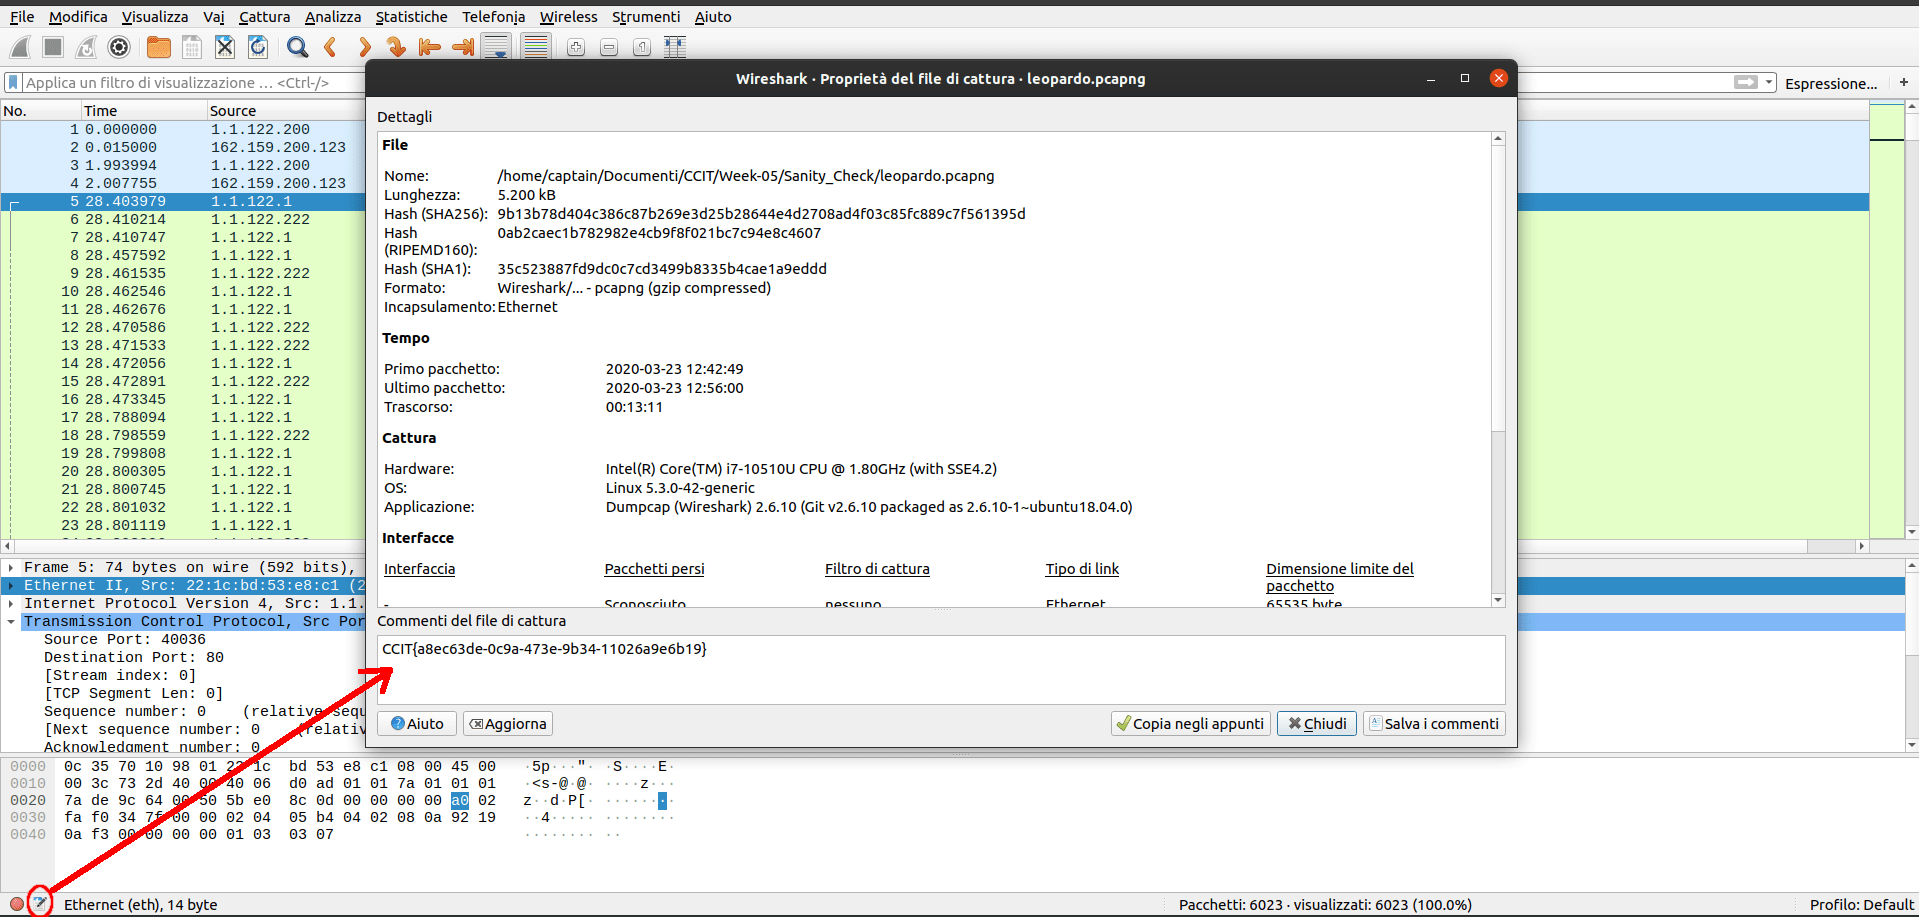 File Modifica Visualizza Vai Cattura Analizza Statistiche Telefonia Wireless Strumenti Aiuto
Applica un filtro di visualizzazione … <Ctrl-/>
Espressione… +
Wireshark · Proprietà del file di cattura · leopardo.pcapng
No. Time Source
1 0.000000 1.1.122.200
2 0.015000 162.159.200.123
3 1.993994 1.1.122.200
4 2.007755 162.159.200.123
5 28.403979 1.1.122.1
6 28.410214 1.1.122.222
7 28.410747 1.1.122.1
8 28.457592 1.1.122.1
9 28.461535 1.1.122.222
10 28.462546 1.1.122.1
11 28.462676 1.1.122.1
12 28.470586 1.1.122.222
13 28.471533 1.1.122.222
14 28.472056 1.1.122.1
15 28.472891 1.1.122.222
16 28.473345 1.1.122.1
17 28.788094 1.1.122.1
18 28.798559 1.1.122.222
19 28.799808 1.1.122.1
20 28.800305 1.1.122.1
21 28.800745 1.1.122.1
22 28.801032 1.1.122.1
23 28.801119 1.1.122.1
Dettagli
File
Nome: /home/captain/Documenti/CCIT/Week-05/Sanity_Check/leopardo.pcapng
Lunghezza: 5.200 kB
Hash (SHA256): 9b13b78d404c386c87b269e3d25b28644e4d2708ad4f03c85fc889c7f561395d
Hash (RIPEMD160): 0ab2caec1b782982e4cb9f8f021bc7c94e8c4607
Hash (SHA1): 35c523887fd9dc0c7cd3499b8335b4cae1a9eddd
Formato: Wireshark/... - pcapng (gzip compressed)
Incapsulamento: Ethernet
Tempo
Primo pacchetto: 2020-03-23 12:42:49
Ultimo pacchetto: 2020-03-23 12:56:00
Trascorso: 00:13:11
Cattura
Hardware: Intel(R) Core(TM) i7-10510U CPU @ 1.80GHz (with SSE4.2)
OS: Linux 5.3.0-42-generic
Applicazione: Dumpcap (Wireshark) 2.6.10 (Git v2.6.10 packaged as 2.6.10-1~ubuntu18.04.0)
Interfacce
Interfaccia Pacchetti persi Filtro di cattura Tipo di link Dimensione limite del pacchetto
- Sconosciuto nessuno Ethernet 65535 byte
Commenti del file di cattura
CCIT{a8ec63de-0c9a-473e-9b34-11026a9e6b19}
Aiuto Aggiorna Copia negli appunti Chiudi Salva i commenti
Frame 5: 74 bytes on wire (592 bits),
Ethernet II, Src: 22:1c:bd:53:e8:c1 (2
Internet Protocol Version 4, Src: 1.1.
Transmission Control Protocol, Src Por
Source Port: 40036
Destination Port: 80
[Stream index: 0]
[TCP Segment Len: 0]
Sequence number: 0 (relative sequ
[Next sequence number: 0 (relativ
Acknowledgment number: 0
0000 0c 35 70 10 98 01 22 1c bd 53 e8 c1 08 00 45 00 ·5p···"· ·S····E·
0010 00 3c 73 2d 40 00 40 06 d0 ad 01 01 7a 01 01 01 ·<s-@·@· ····z···
0020 7a de 9c 64 00 50 5b e0 8c 0d 00 00 00 00 a0 02 z··d·P[· ········
0030 fa f0 34 7f 00 00 02 04 05 b4 04 02 08 0a 92 19 ··4····· ········
0040 0a f3 00 00 00 00 01 03 03 07 ········ ··
Ethernet (eth), 14 byte
Pacchetti: 6023 · visualizzati: 6023 (100.0%)
Profilo: Default